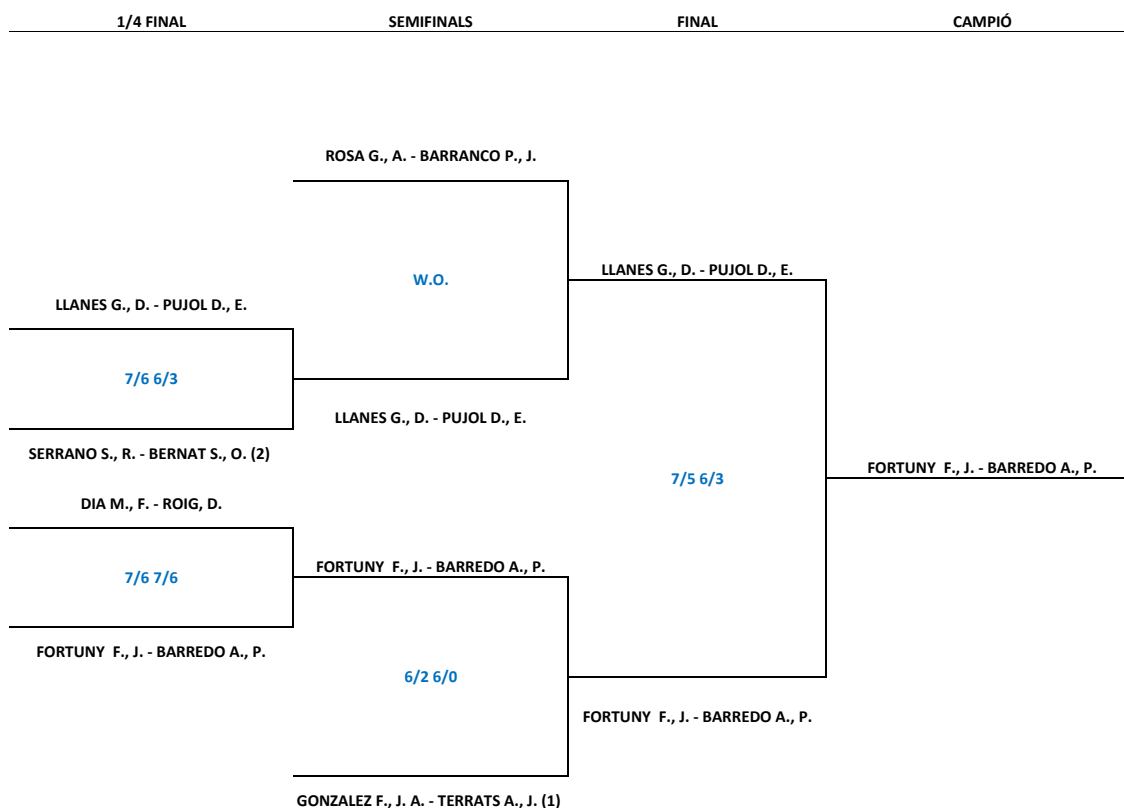 1/4 FINAL SEMIFINALS FINAL CAMPIÓ
ROSA G., A. - BARRANCO P., J.
W.O.
LLANES G., D. - PUJOL D., E.
LLANES G., D. - PUJOL D., E.
7/6 6/3
LLANES G., D. - PUJOL D., E.
SERRANO S., R. - BERNAT S., O. (2)
7/5 6/3
FORTUNY  F., J. - BARREDO A., P.
DIA M., F. - ROIG, D.
7/6 7/6
FORTUNY  F., J. - BARREDO A., P.
FORTUNY  F., J. - BARREDO A., P.
6/2 6/0
FORTUNY  F., J. - BARREDO A., P.
GONZALEZ F., J. A. - TERRATS A., J. (1)